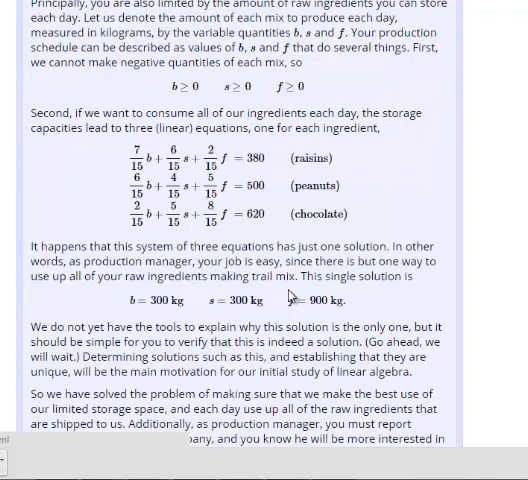 Principally, you are also limited by the amount of raw ingredients you can store
each day. Let us denote the amount of each mix to produce each day,
measured in kilograms, by the variable quantities b, s and f. Your production
schedule can be described as values of b, s and f that do several things. First,
we cannot make negative quantities of each mix, so
b ≥ 0 s ≥ 0 f ≥ 0
Second, if we want to consume all of our ingredients each day, the storage
capacities lead to three (linear) equations, one for each ingredient,
7/15 b + 6/15 s + 2/15 f = 380 (raisins)
6/15 b + 4/15 s + 5/15 f = 500 (peanuts)
2/15 b + 5/15 s + 8/15 f = 620 (chocolate)
It happens that this system of three equations has just one solution. In other
words, as production manager, your job is easy, since there is but one way to
use up all of your raw ingredients making trail mix. This single solution is
b = 300 kg s = 300 kg = 900 kg.
We do not yet have the tools to explain why this solution is the only one, but it
should be simple for you to verify that this is indeed a solution. (Go ahead, we
will wait.) Determining solutions such as this, and establishing that they are
unique, will be the main motivation for our initial study of linear algebra.
So we have solved the problem of making sure that we make the best use of
our limited storage space, and each day use up all of the raw ingredients that
are shipped to us. Additionally, as production manager, you must report
ml pany, and you know he will be more interested in